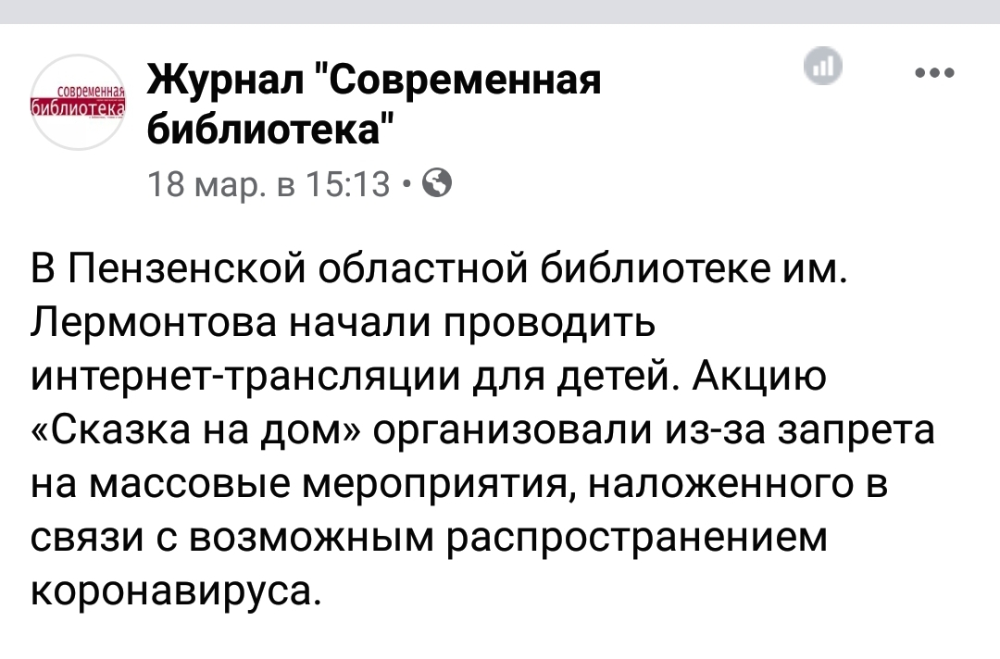 современная
библиотека
Журнал "Современная
библиотека"
18 мар. в 15:13 •
В Пензенской областной библиотеке им.
Лермонтова начали проводить
интернет-трансляции для детей. Акцию
«Сказка на дом» организовали из-за запрета
на массовые мероприятия, наложенного в
связи с возможным распространением
коронавируса.